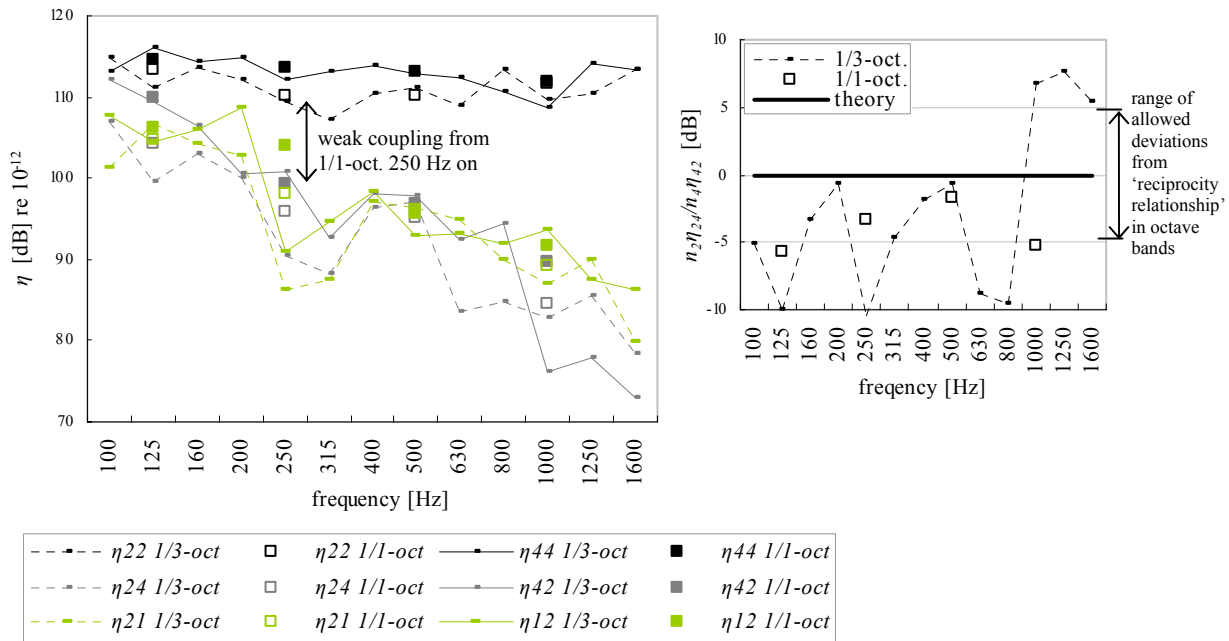 120
110
100
90
80
70
η [dB] re 10-12
weak coupling from
1/1-oct. 250 Hz on
100
125
160
200
250
315
400
500
630
800
1000
1250
1600
frequency [Hz]
10
5
0
-5
-10
n2η24/n4η42 [dB]
1/3-oct.
1/1-oct.
theory
100
125
160
200
250
315
400
500
630
800
1000
1250
1600
freqency [Hz]
range of
allowed
deviations
from
‘reciprocity
relationship’
in octave
bands
η22 1/3-oct η22 1/1-oct η44 1/3-oct η44 1/1-oct
η24 1/3-oct η24 1/1-oct η42 1/3-oct η42 1/1-oct
η21 1/3-oct η21 1/1-oct η12 1/3-oct η12 1/1-oct